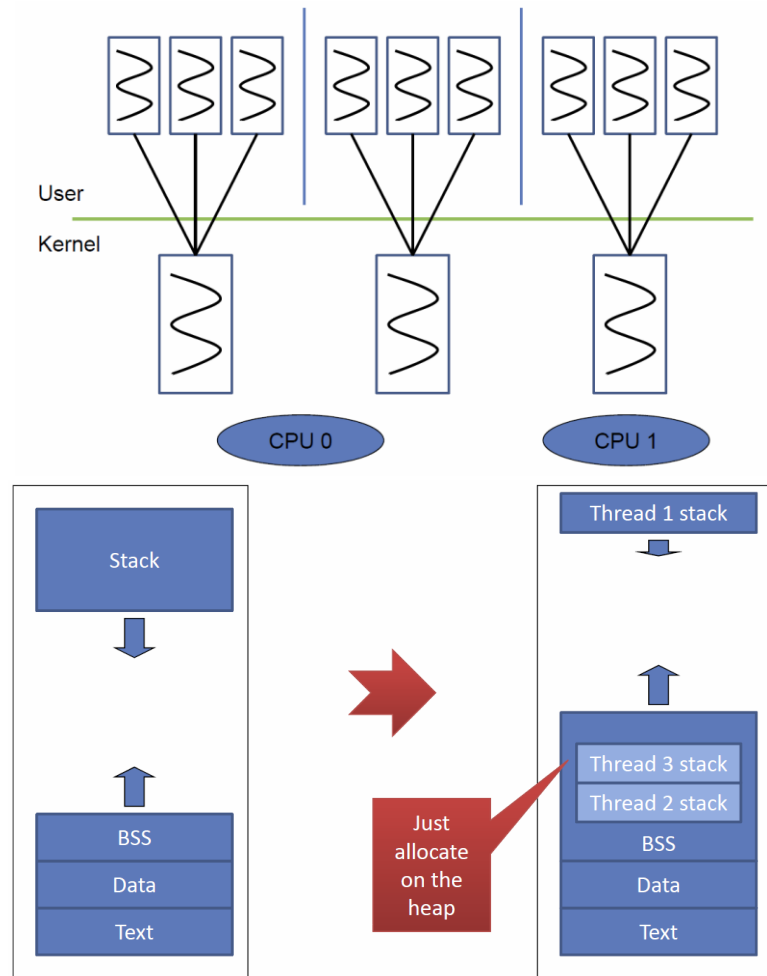 User
Kernel
CPU 0
CPU 1
Stack
BSS
Data
Text
Just
allocate
on the
heap
Thread 1 stack
Thread 3 stack
Thread 2 stack
BSS
Data
Text